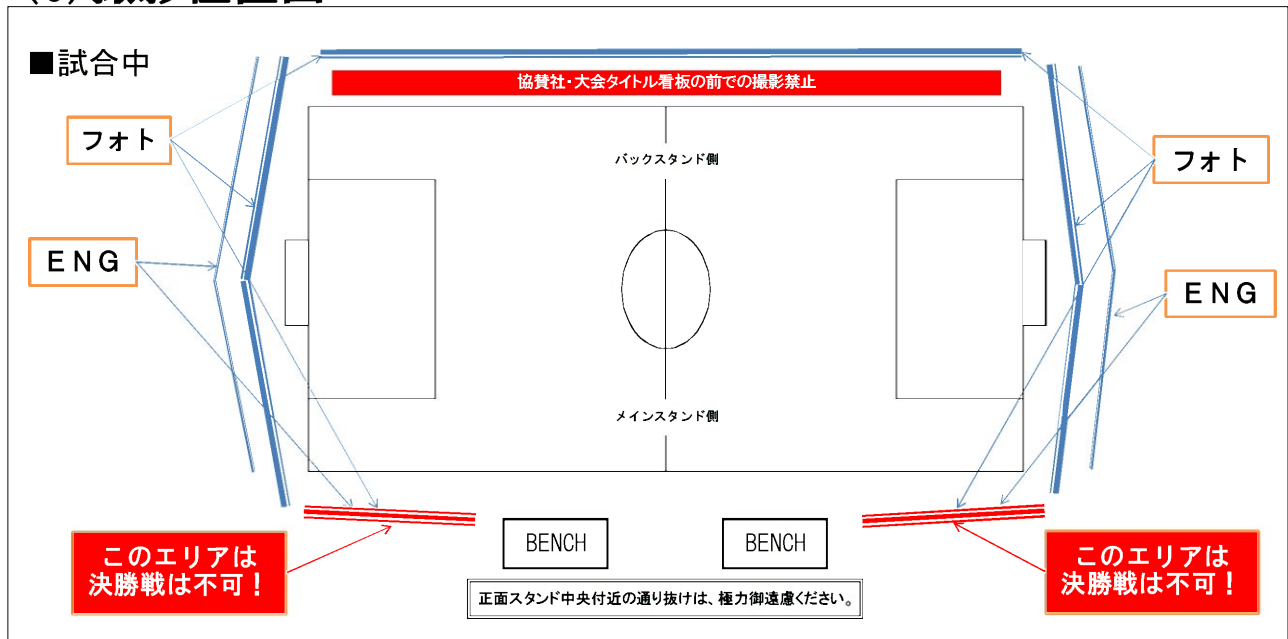 ■試合中
協賛社・大会タイトル看板の前での撮影禁止
フォト
フォト
バックスタンド側
ENG
ENG
メインスタンド側
このエリアは
決勝戦は不可！
BENCH
BENCH
このエリアは
決勝戦は不可！
正面スタンド中央付近の通り抜けは、極力御遠慮ください。